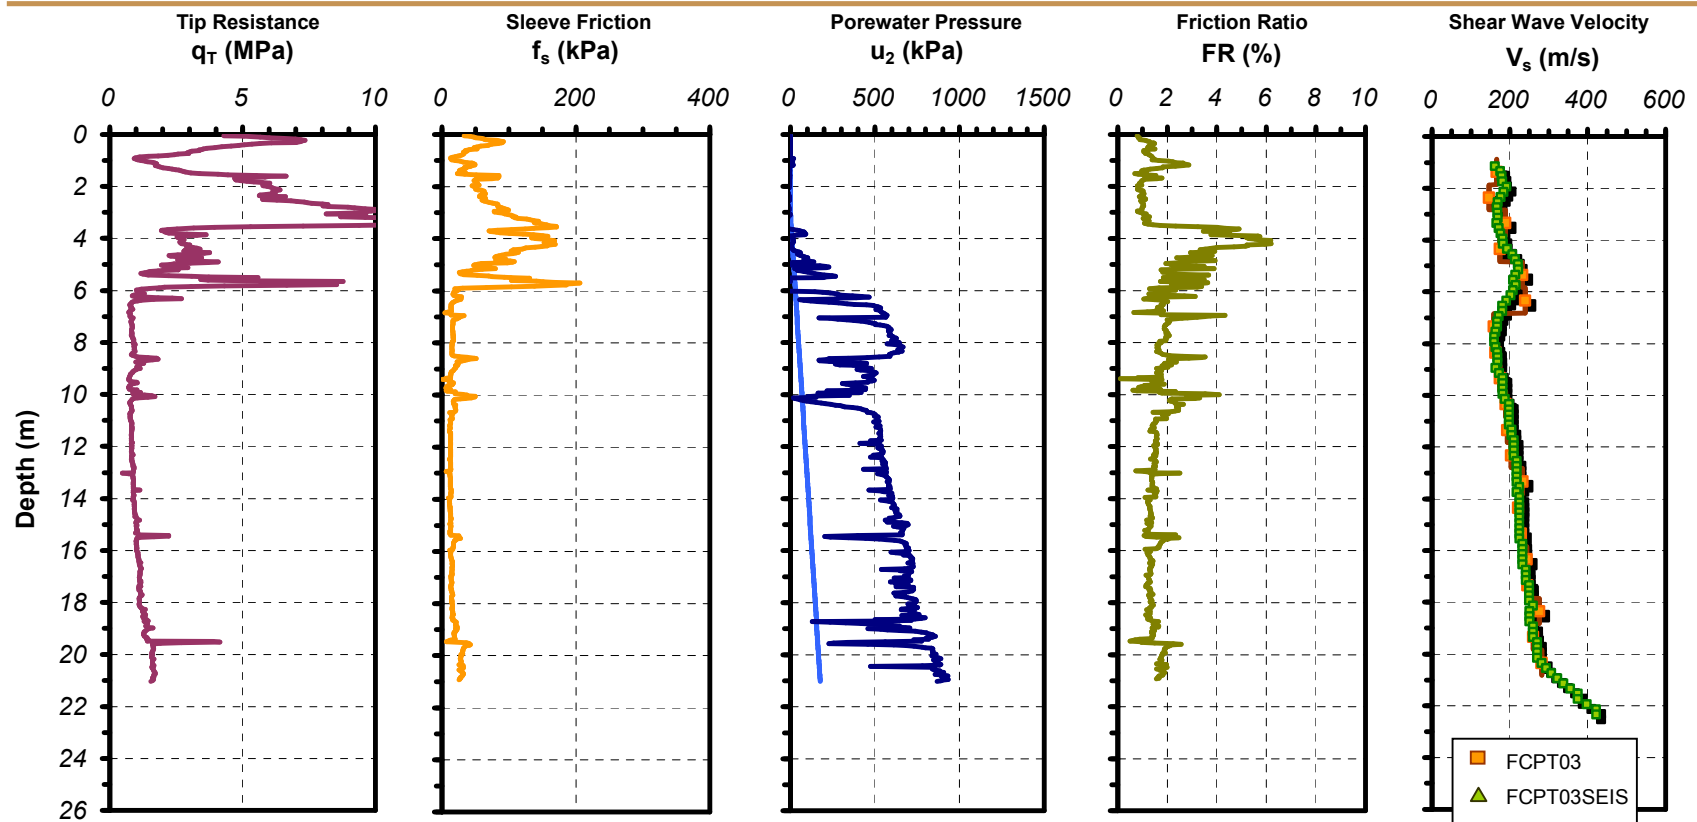 Tip Resistance
qT (MPa)
Sleeve Friction
fs (kPa)
Porewater Pressure
u2 (kPa)
Friction Ratio
FR (%)
Shear Wave Velocity
Vs (m/s)
0 5 10
0 200 400
0 500 1000 1500
0 2 4 6 8 10
0 200 400 600
Depth (m)
0
2
4
6
8
10
12
14
16
18
20
22
24
26
FCPT03
FCPT03SEIS